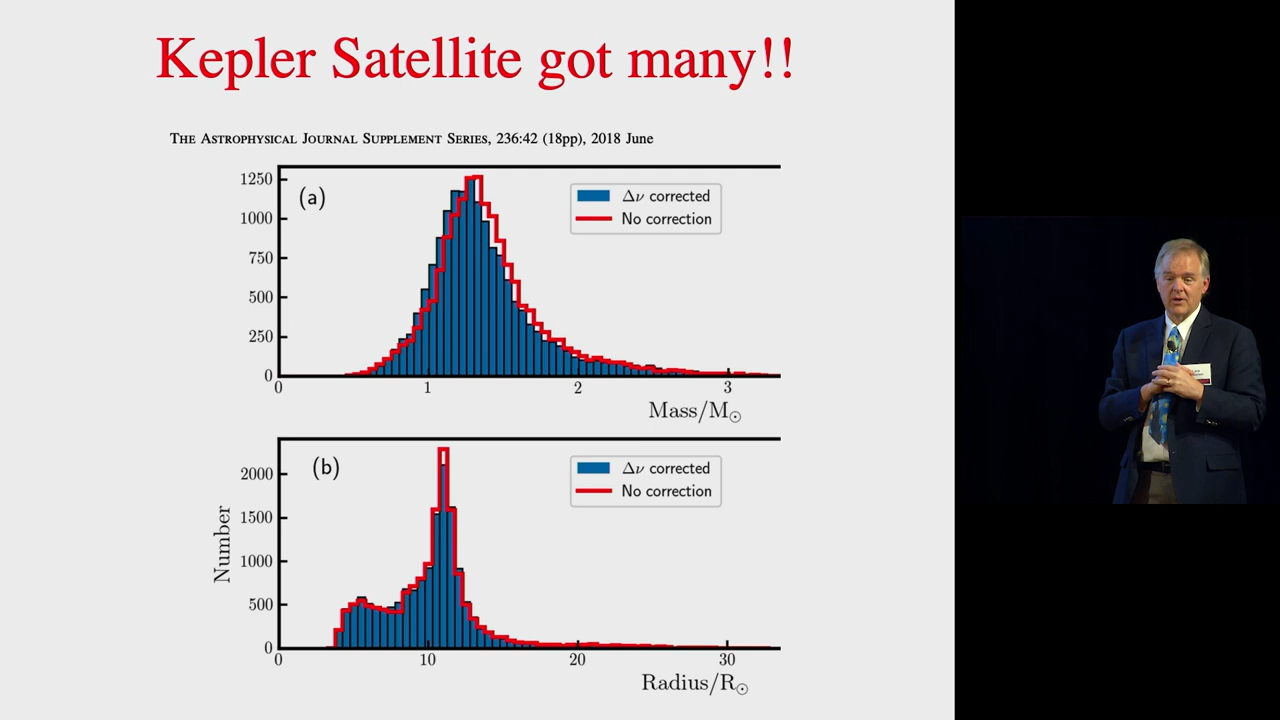 Kepler Satellite got many!!
THE ASTROPHYSICAL JOURNAL SUPPLEMENT SERIES, 236:42 (18pp), 2018 June
1250
1000
750
500
250
0
(a)
Δν corrected
No correction
0 1 2 3
Mass/M☉
Number
2000
1500
1000
500
0
(b)
Δν corrected
No correction
0 10 20 30
Radius/R☉